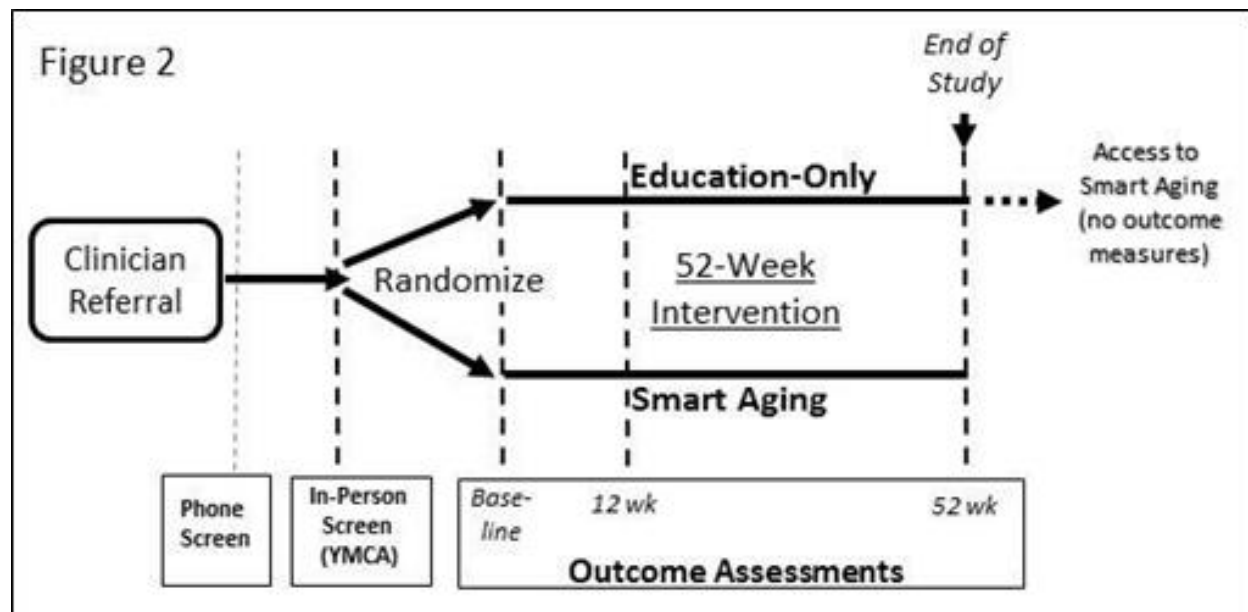 Figure 2
End of
Study
Access to
Smart Aging
(no outcome
measures)
Education-Only
Clinician
Referral
Randomize
52-Week
Intervention
Smart Aging
Phone
Screen
In-Person
Screen
(YMCA)
Base-
line
12 wk
52 wk
Outcome Assessments